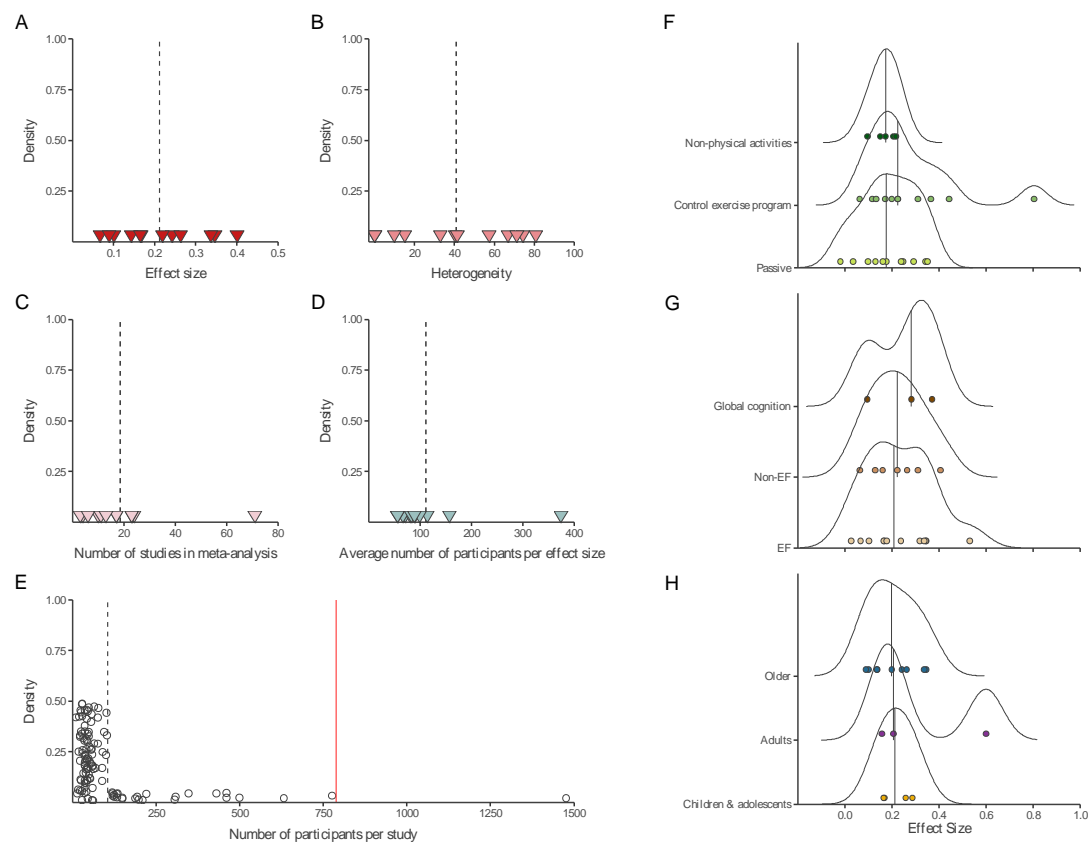 A
1.00
0.75
0.50
0.25
Density
0.1
0.2
0.3
0.4
0.5
Effect size
B
1.00
0.75
0.50
0.25
Density
20
40
60
80
100
Heterogeneity
C
1.00
0.75
0.50
0.25
Density
20
40
60
80
Number of studies in meta-analysis
D
1.00
0.75
0.50
0.25
Density
100
200
300
400
Average number of participants per effect size
E
1.00
0.75
0.50
0.25
Density
250
500
750
1000
1250
1500
Number of participants per study
F
Non-physical activities
Control exercise program
Passive
G
Global cognition
Non-EF
EF
H
Older
Adults
Children & adolescents
0.0
0.2
0.4
0.6
0.8
1.0
Effect Size